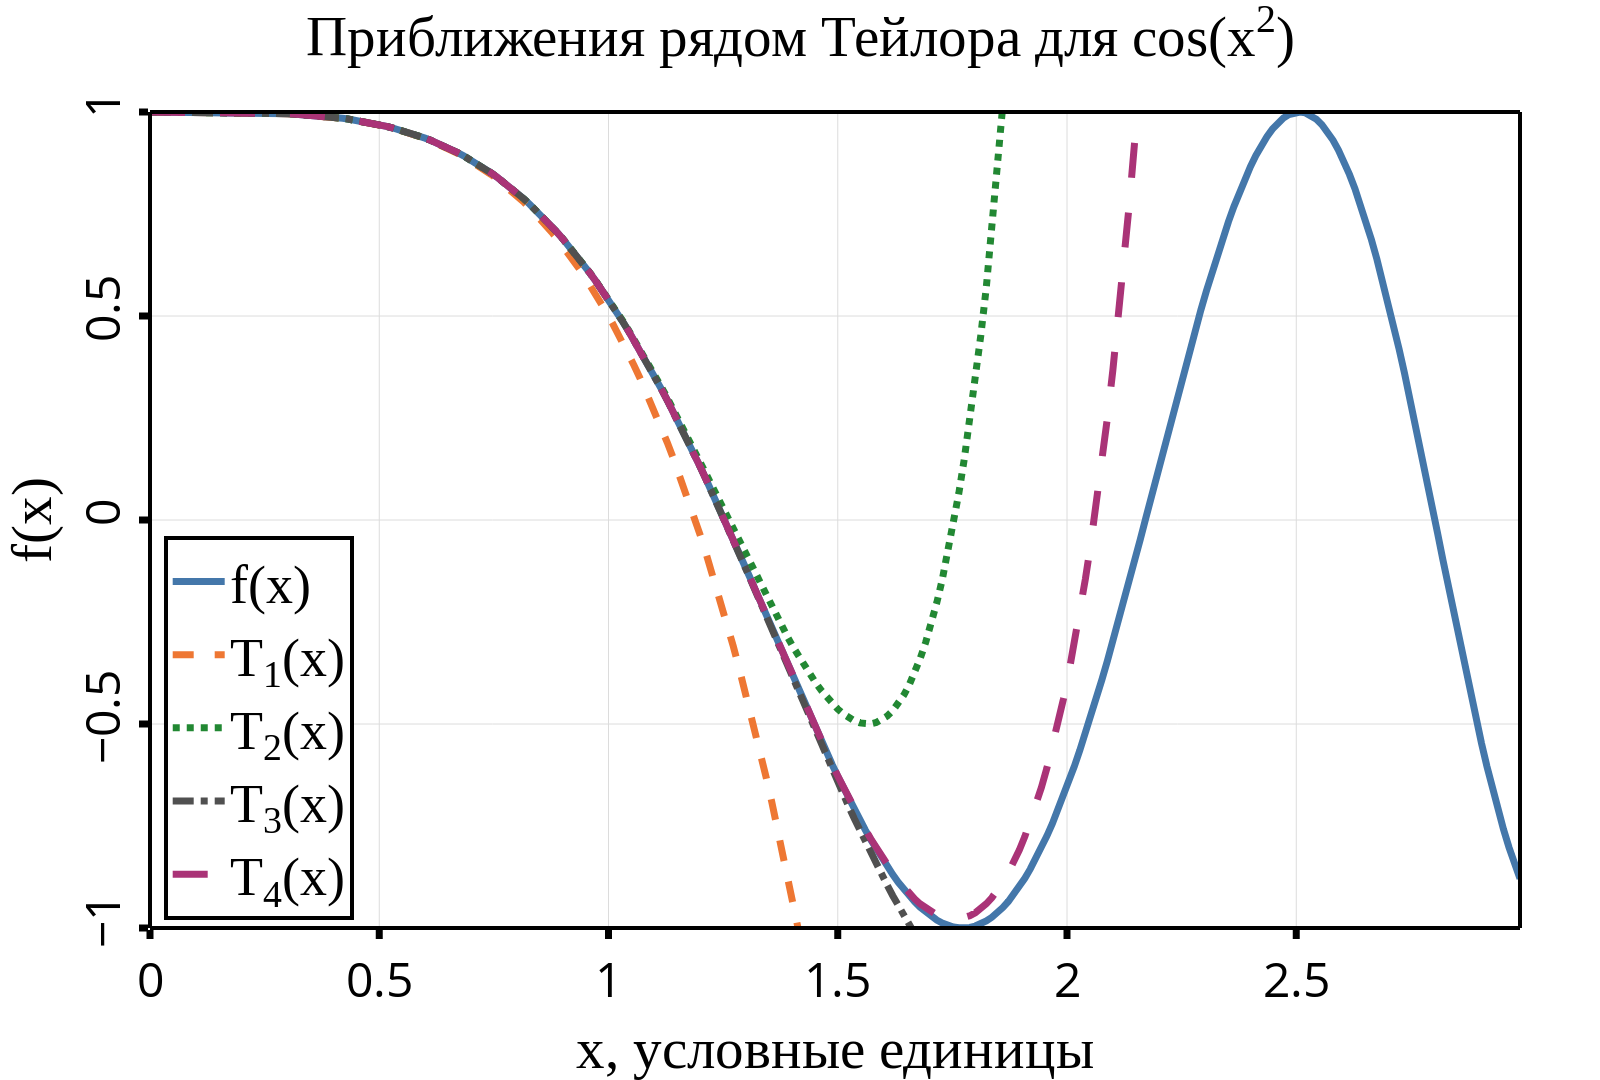 Приближения рядом Тейлора для cos(x²)
1
0.5
0
−0.5
−1
f(x)
f(x)
T₁(x)
T₂(x)
T₃(x)
T₄(x)
0 0.5 1 1.5 2 2.5
x, условные единицы